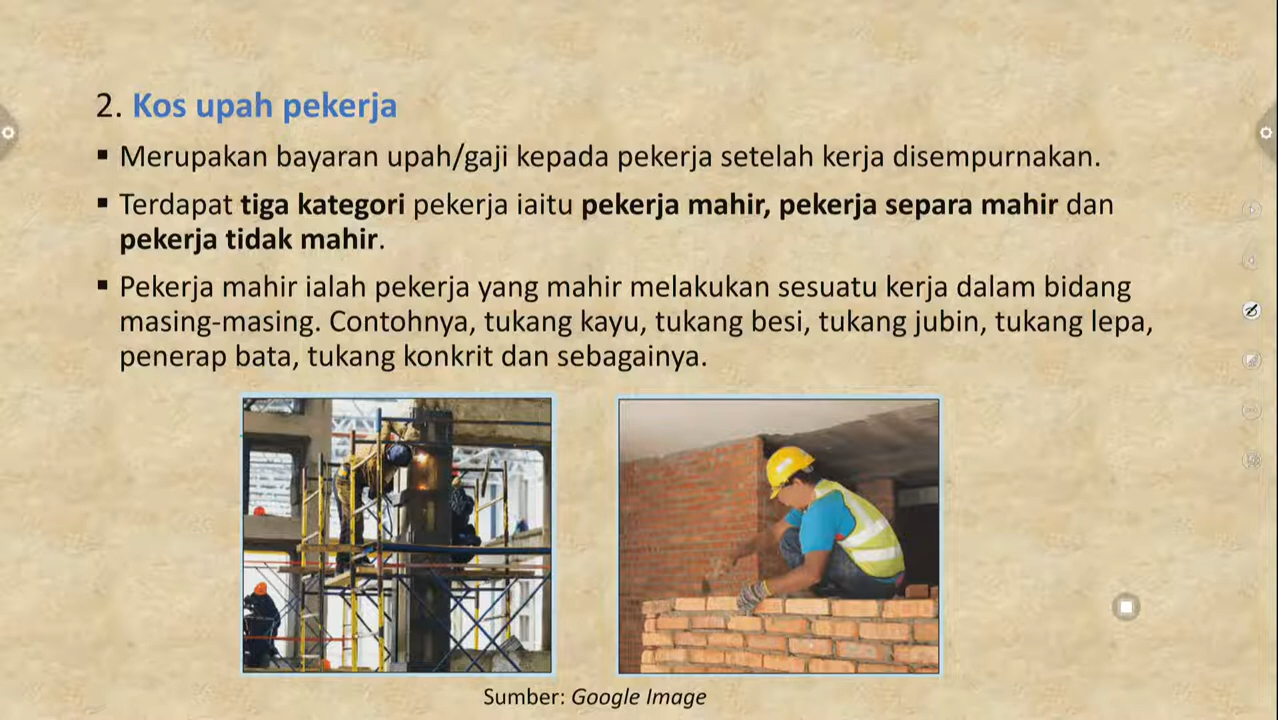 2. Kos upah pekerja
▪ Merupakan bayaran upah/gaji kepada pekerja setelah kerja disempurnakan.
▪ Terdapat tiga kategori pekerja iaitu pekerja mahir, pekerja separa mahir dan
pekerja tidak mahir.
▪ Pekerja mahir ialah pekerja yang mahir melakukan sesuatu kerja dalam bidang
masing-masing. Contohnya, tukang kayu, tukang besi, tukang jubin, tukang lepa,
penerap bata, tukang konkrit dan sebagainya.
Sumber: Google Image